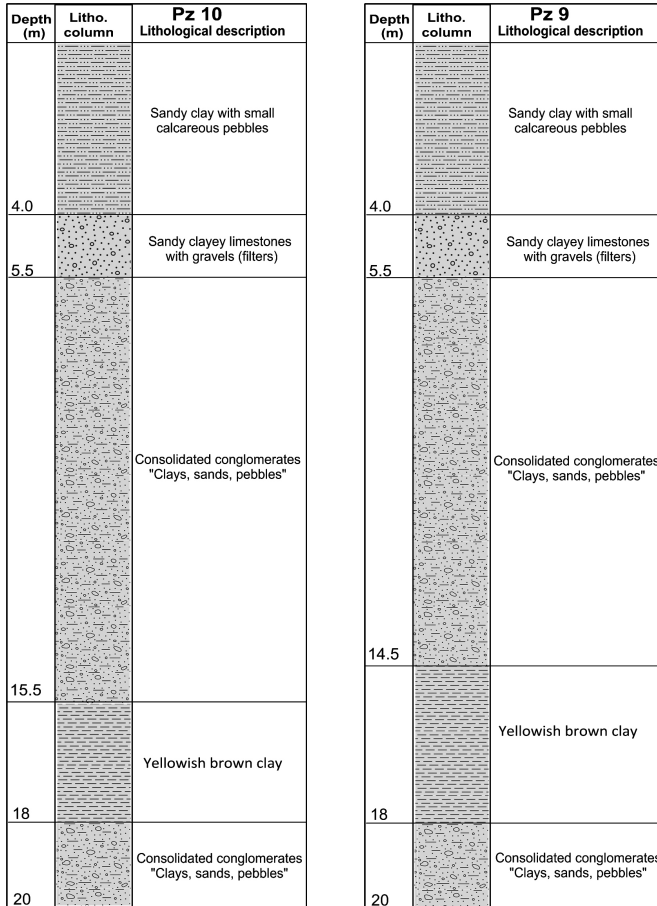 Depth (m)
Litho. column
Pz 10
Lithological description
Sandy clay with small
calcareous pebbles
4.0
Sandy clayey limestones
with gravels (filters)
5.5
Consolidated conglomerates
"Clays, sands, pebbles"
15.5
Yellowish brown clay
18
Consolidated conglomerates
"Clays, sands, pebbles"
20
Depth (m)
Litho. column
Pz 9
Lithological description
Sandy clay with small
calcareous pebbles
4.0
Sandy clayey limestones
with gravels (filters)
5.5
Consolidated conglomerates
"Clays, sands, pebbles"
14.5
Yellowish brown clay
18
Consolidated conglomerates
"Clays, sands, pebbles"
20